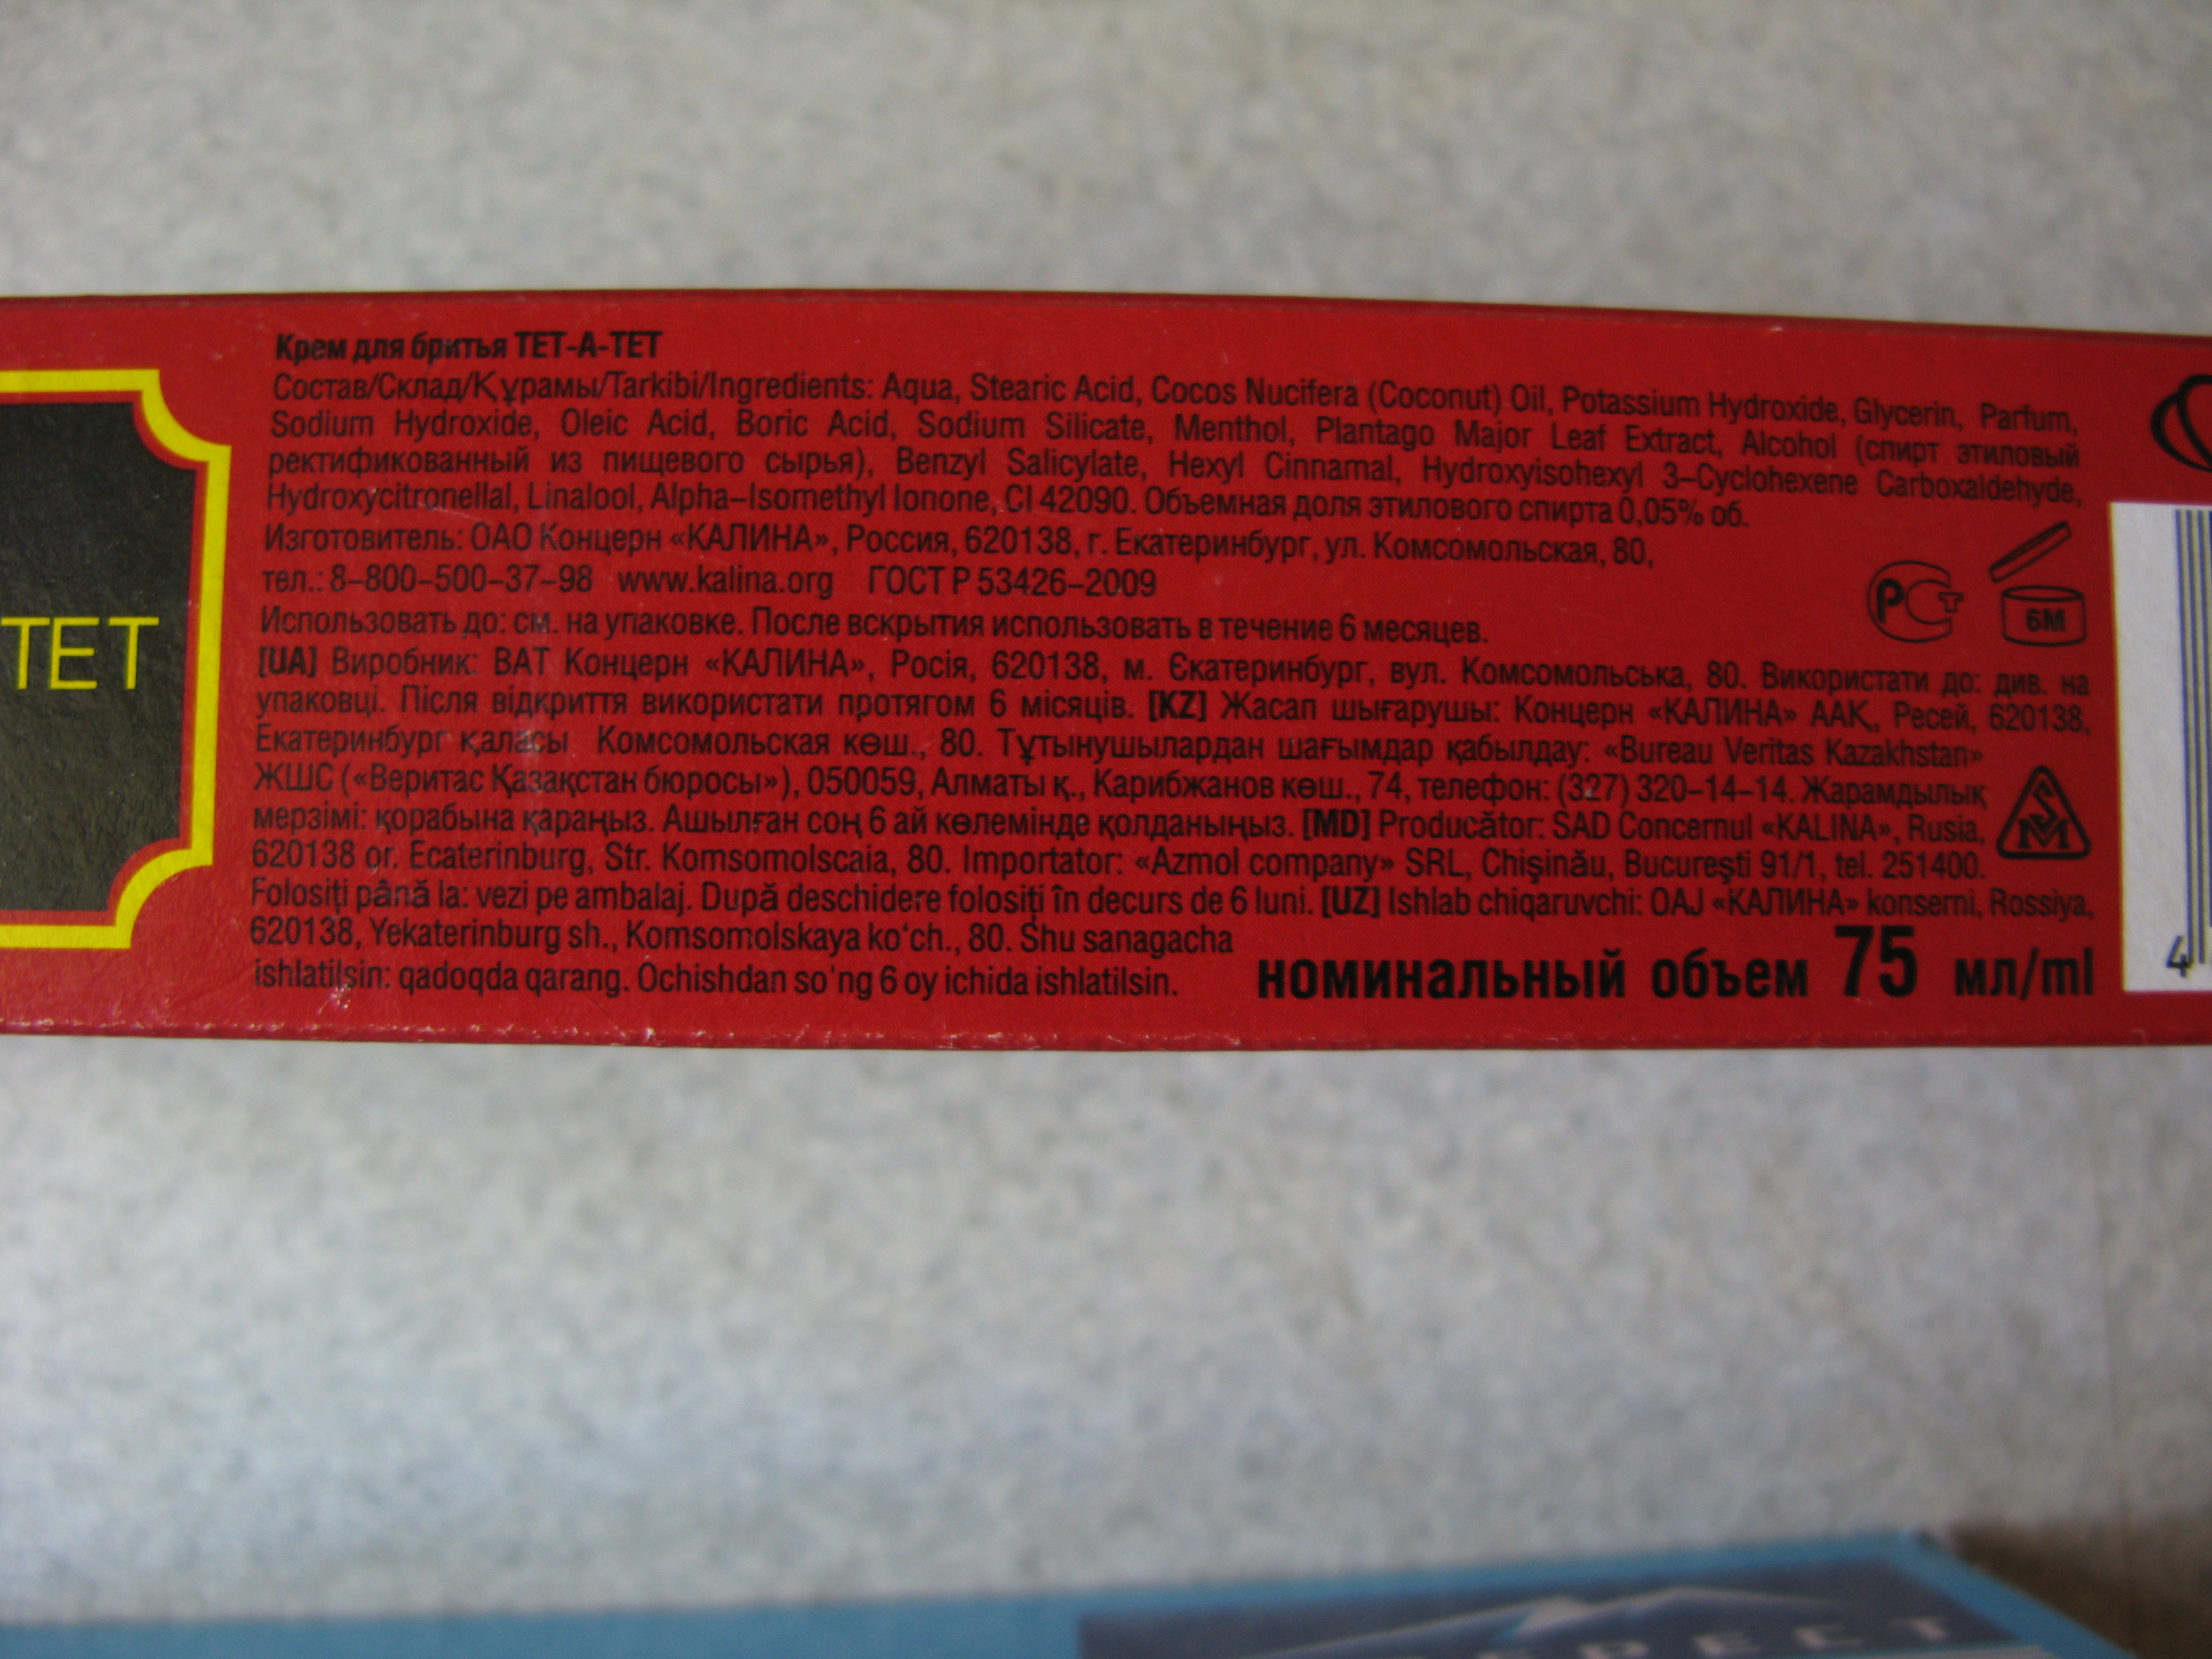 Крем для бритья ТЕТ-А-ТЕТ
Состав/Склад/Құрамы/Tarkibi/Ingredients: Aqua, Stearic Acid, Cocos Nucifera (Coconut) Oil, Potassium Hydroxide, Glycerin, Parfum,
Sodium Hydroxide, Oleic Acid, Boric Acid, Sodium Silicate, Menthol, Plantago Major Leaf Extract, Alcohol (спирт этиловый
ректификованный из пищевого сырья), Benzyl Salicylate, Hexyl Cinnamal, Hydroxyisohexyl 3-Cyclohexene Carboxaldehyde,
Hydroxycitronellal, Linalool, Alpha-Isomethyl Ionone, CI 42090. Объемная доля этилового спирта 0,05% об.
Изготовитель: ОАО Концерн «КАЛИНА», Россия, 620138, г. Екатеринбург, ул. Комсомольская, 80,
тел.: 8-800-500-37-98 www.kalina.org ГОСТ Р 53426-2009
Использовать до: см. на упаковке. После вскрытия использовать в течение 6 месяцев.
РСТ
6M
TET
[UA] Виробник: ВАТ Концерн «КАЛИНА», Росія, 620138, м. Єкатеринбург, вул. Комсомольська, 80. Використати до: див. на
упаковці. Після відкриття використати протягом 6 місяців. [KZ] Жасап шығарушы: Концерн «КАЛИНА» ААҚ, Ресей, 620138,
Екатеринбург қаласы Комсомольская көш., 80. Тұтынушылардан шағымдар қабылдау: «Bureau Veritas Kazakhstan»
ЖШС («Веритас Қазақстан бюросы»), 050059, Алматы қ., Карибжанов көш., 74, телефон: (327) 320-14-14. Жарамдылық
мерзімі: қорабына қараңыз. Ашылған соң 6 ай көлемінде қолданыңыз. [MD] Producător: SAD Concernul «KALINA», Rusia,
620138 or. Ecaterinburg, Str. Komsomolscaia, 80. Importator: «Azmol company» SRL, Chişinău, Bucureşti 91/1, tel. 251400.
Folosiţi până la: vezi pe ambalaj. După deschidere folosiţi în decurs de 6 luni. [UZ] Ishlab chiqaruvchi: OAJ «КАЛИНА» konserni, Rossiya,
620138, Yekaterinburg sh., Komsomolskaya ko‘ch., 80. Shu sanagacha
ishlatilsin: qadoqda qarang. Ochishdan so'ng 6 oy ichida ishlatilsin.
номинальный объем 75 мл/ml
4